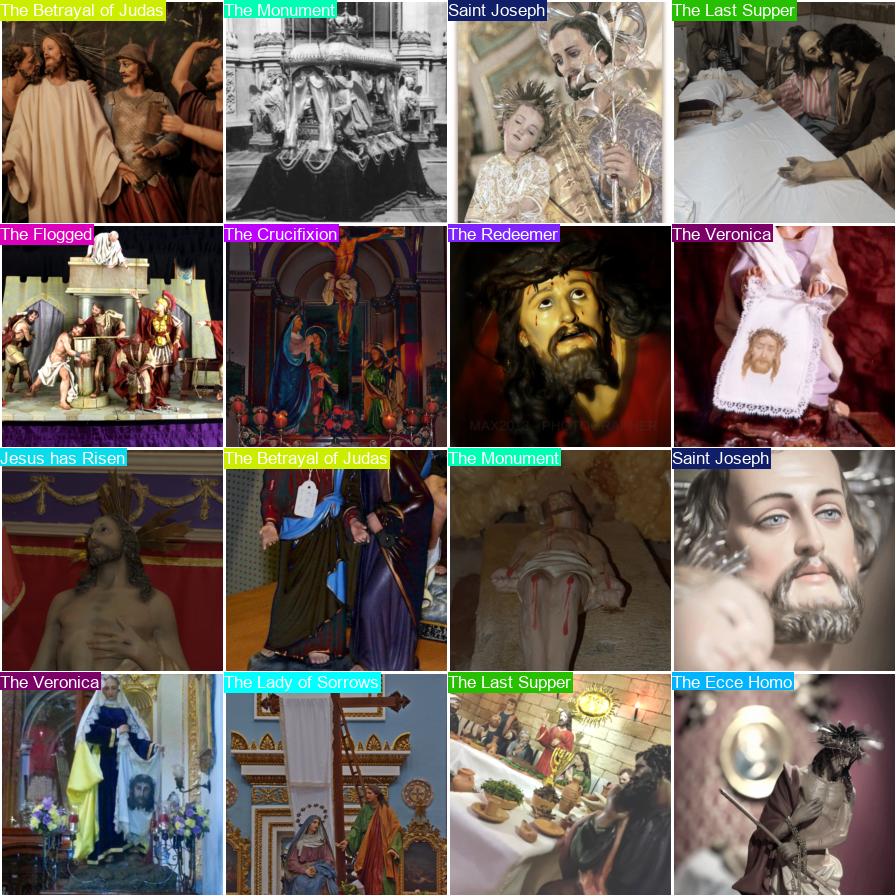 The Betrayal of Judas
The Monument
Saint Joseph
The Last Supper
The Flogged
The Crucifixion
The Redeemer
The Veronica
Jesus has Risen
The Betrayal of Judas
The Monument
Saint Joseph
The Veronica
The Lady of Sorrows
The Last Supper
The Ecce Homo